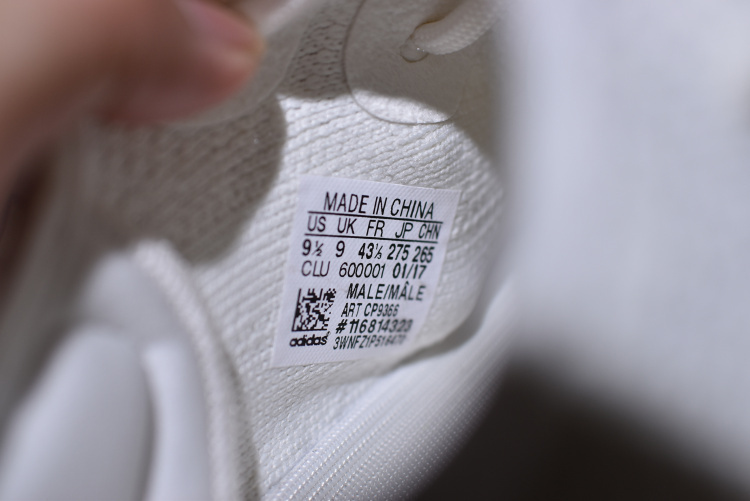 MADE IN CHINA
US UK FR JP CHN
9½ 9 43⅓ 275 265
CLU 600001 01/17
MALE/MÂLE
ART CP9366
#116814323
adidas